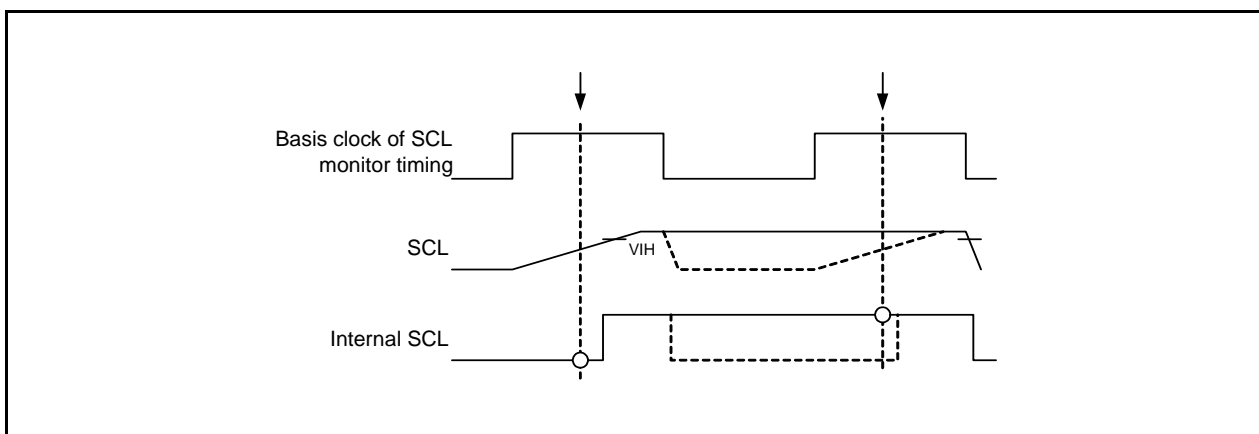 Basis clock of SCL
monitor timing
SCL
VIH
Internal SCL